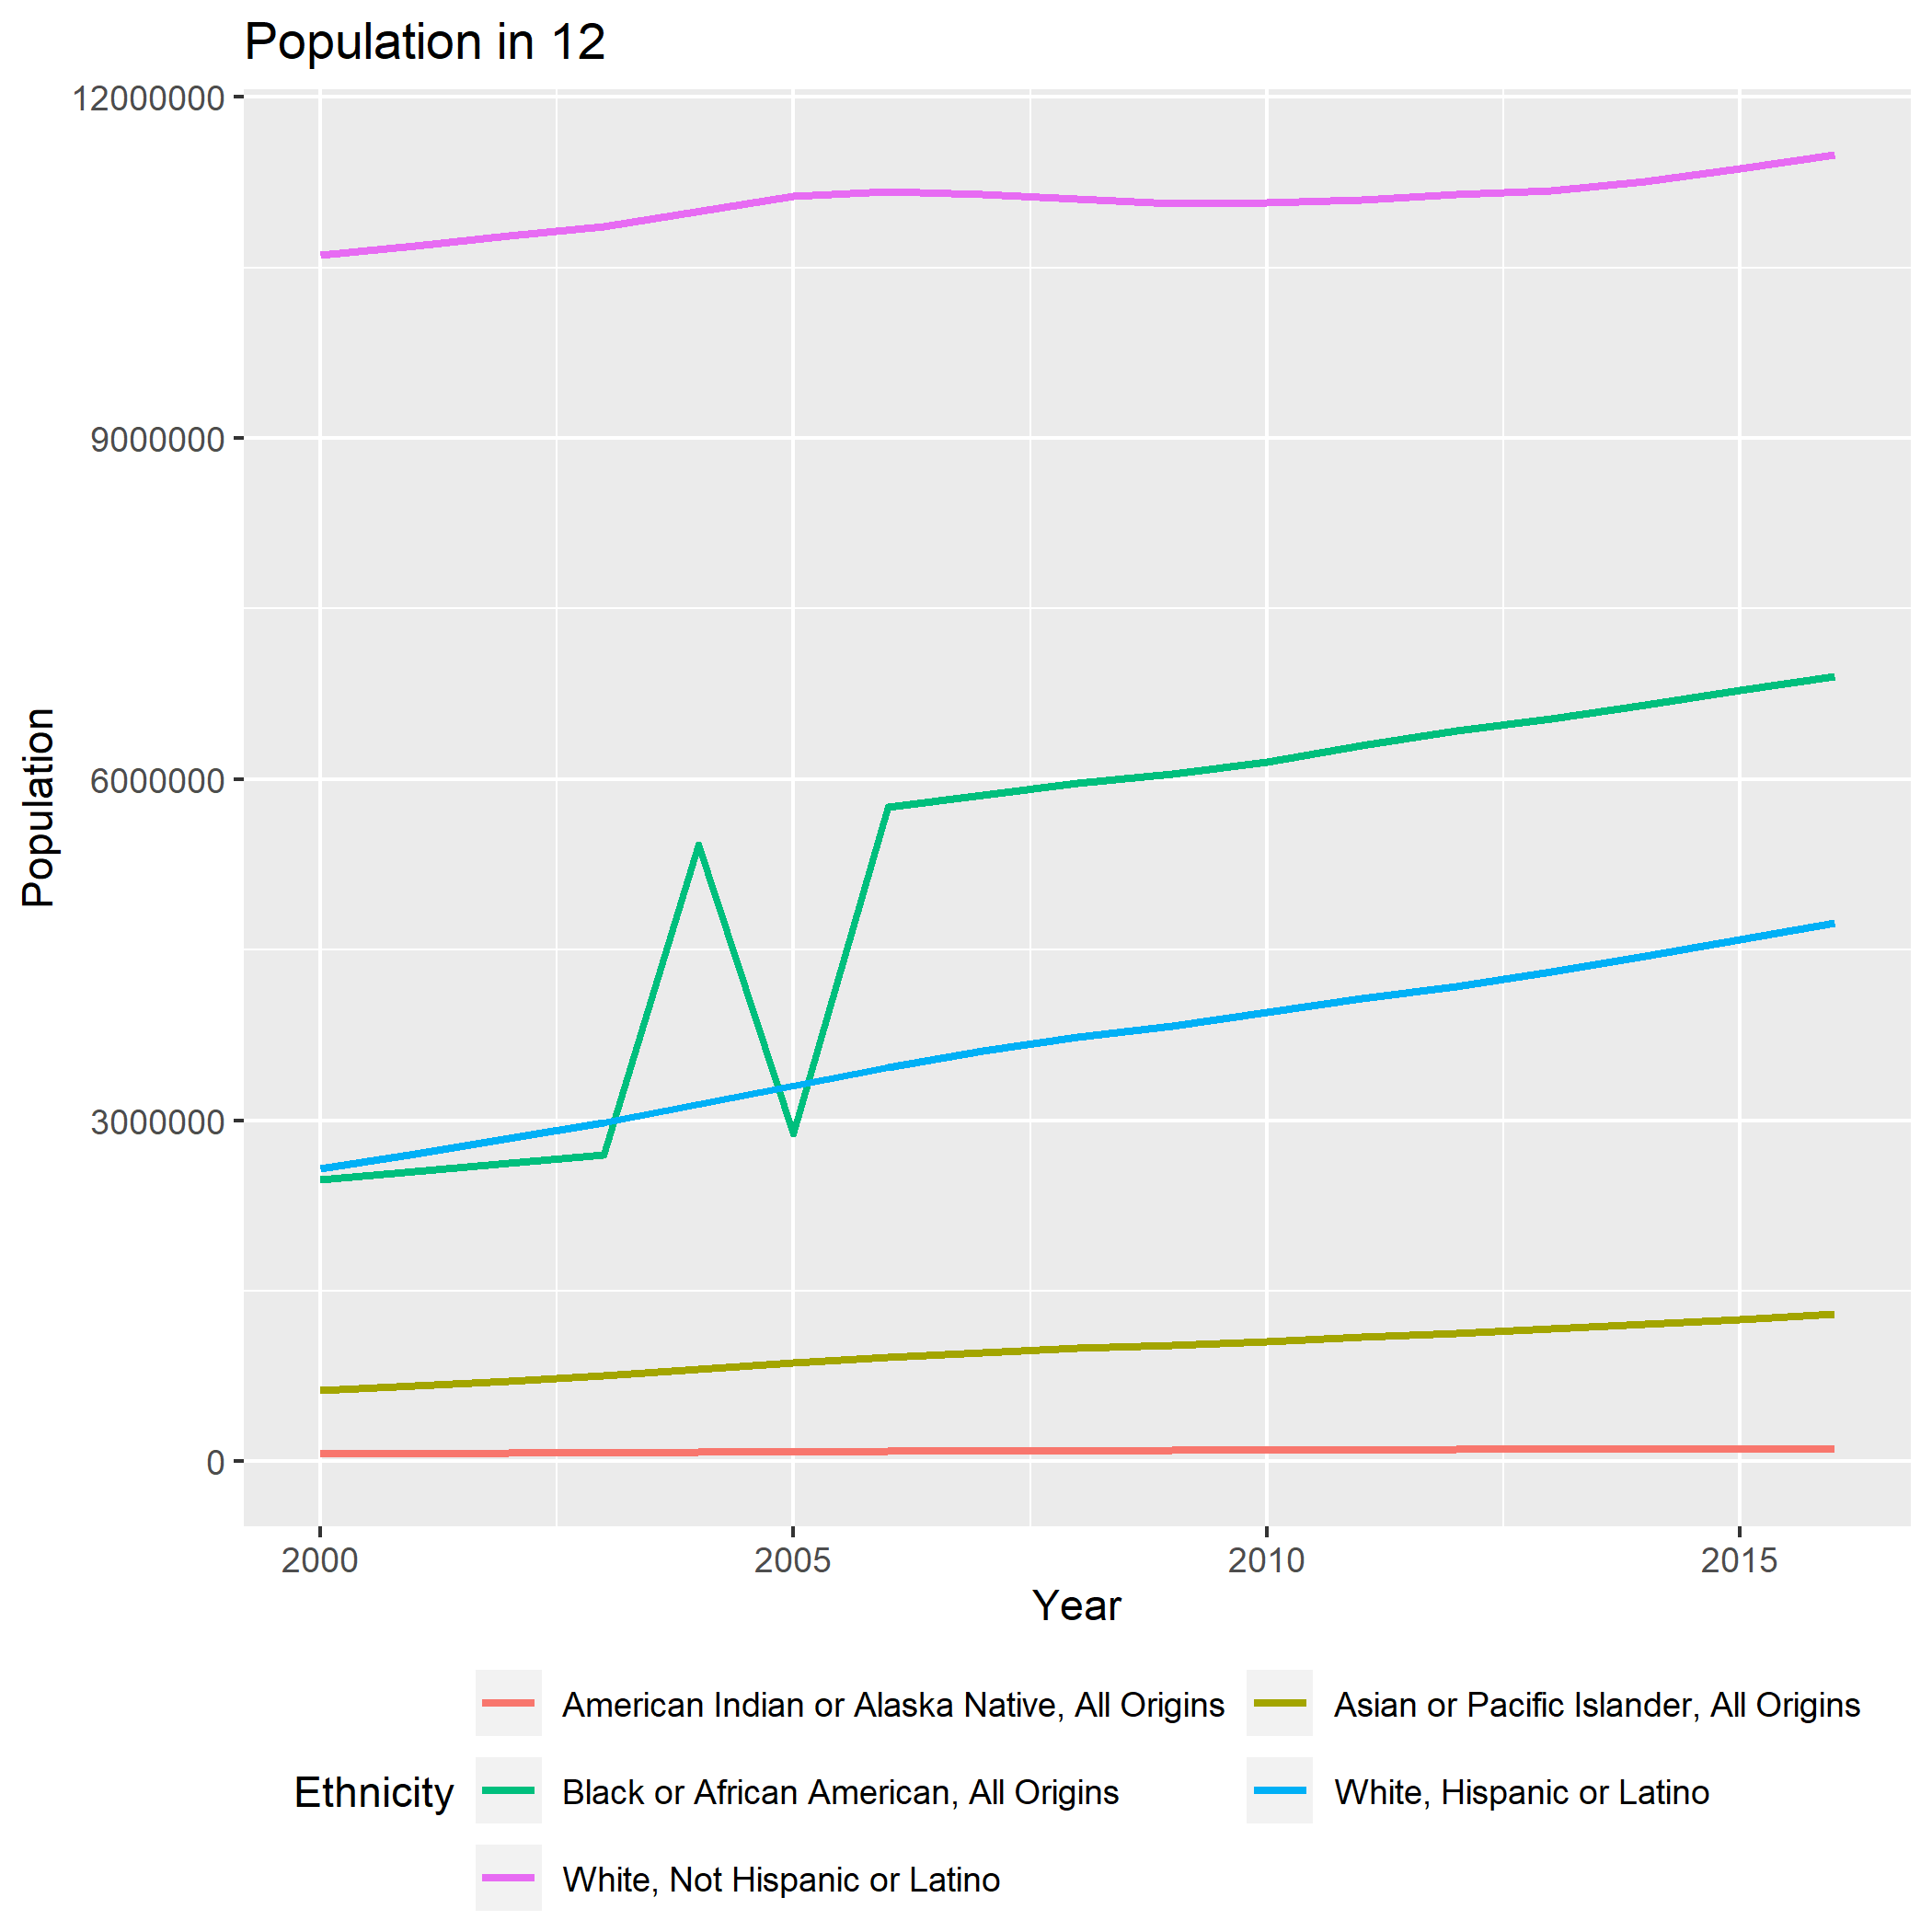 Population in 12
12000000
9000000
6000000
3000000
0
Population
2000 2005 2010 2015
Year
Ethnicity
American Indian or Alaska Native, All Origins
Asian or Pacific Islander, All Origins
Black or African American, All Origins
White, Hispanic or Latino
White, Not Hispanic or Latino